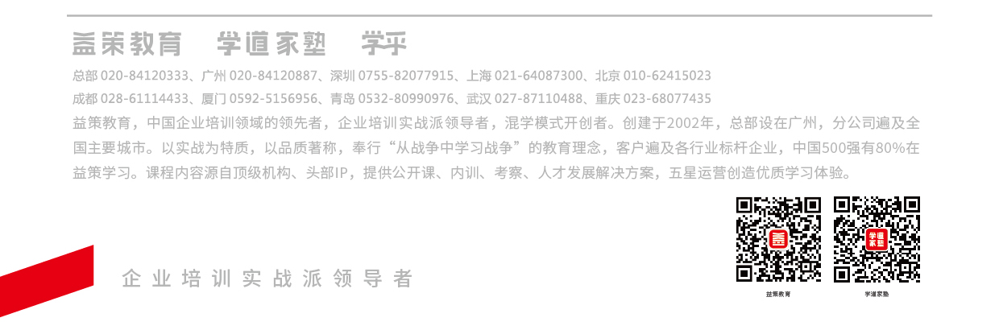 益策教育 学道家塾 学乎
总部 020-84120333、广州 020-84120887、深圳 0755-82077915、上海 021-64087300、北京 010-62415023
成都 028-61114433、厦门 0592-5156956、青岛 0532-80990976、武汉 027-87110488、重庆 023-68077435
益策教育，中国企业培训领域的领先者，企业培训实战派领导者，混学模式开创者。创建于2002年，总部设在广州，分公司遍及全
国主要城市。以实战为特质，以品质著称，奉行“从战争中学习战争”的教育理念，客户遍及各行业标杆企业，中国500强有80%在
益策学习。课程内容源自顶级机构、头部IP，提供公开课、内训、考察、人才发展解决方案，五星运营创造优质学习体验。
益
学道
家塾
益策教育 学道家塾
企业培训实战派领导者